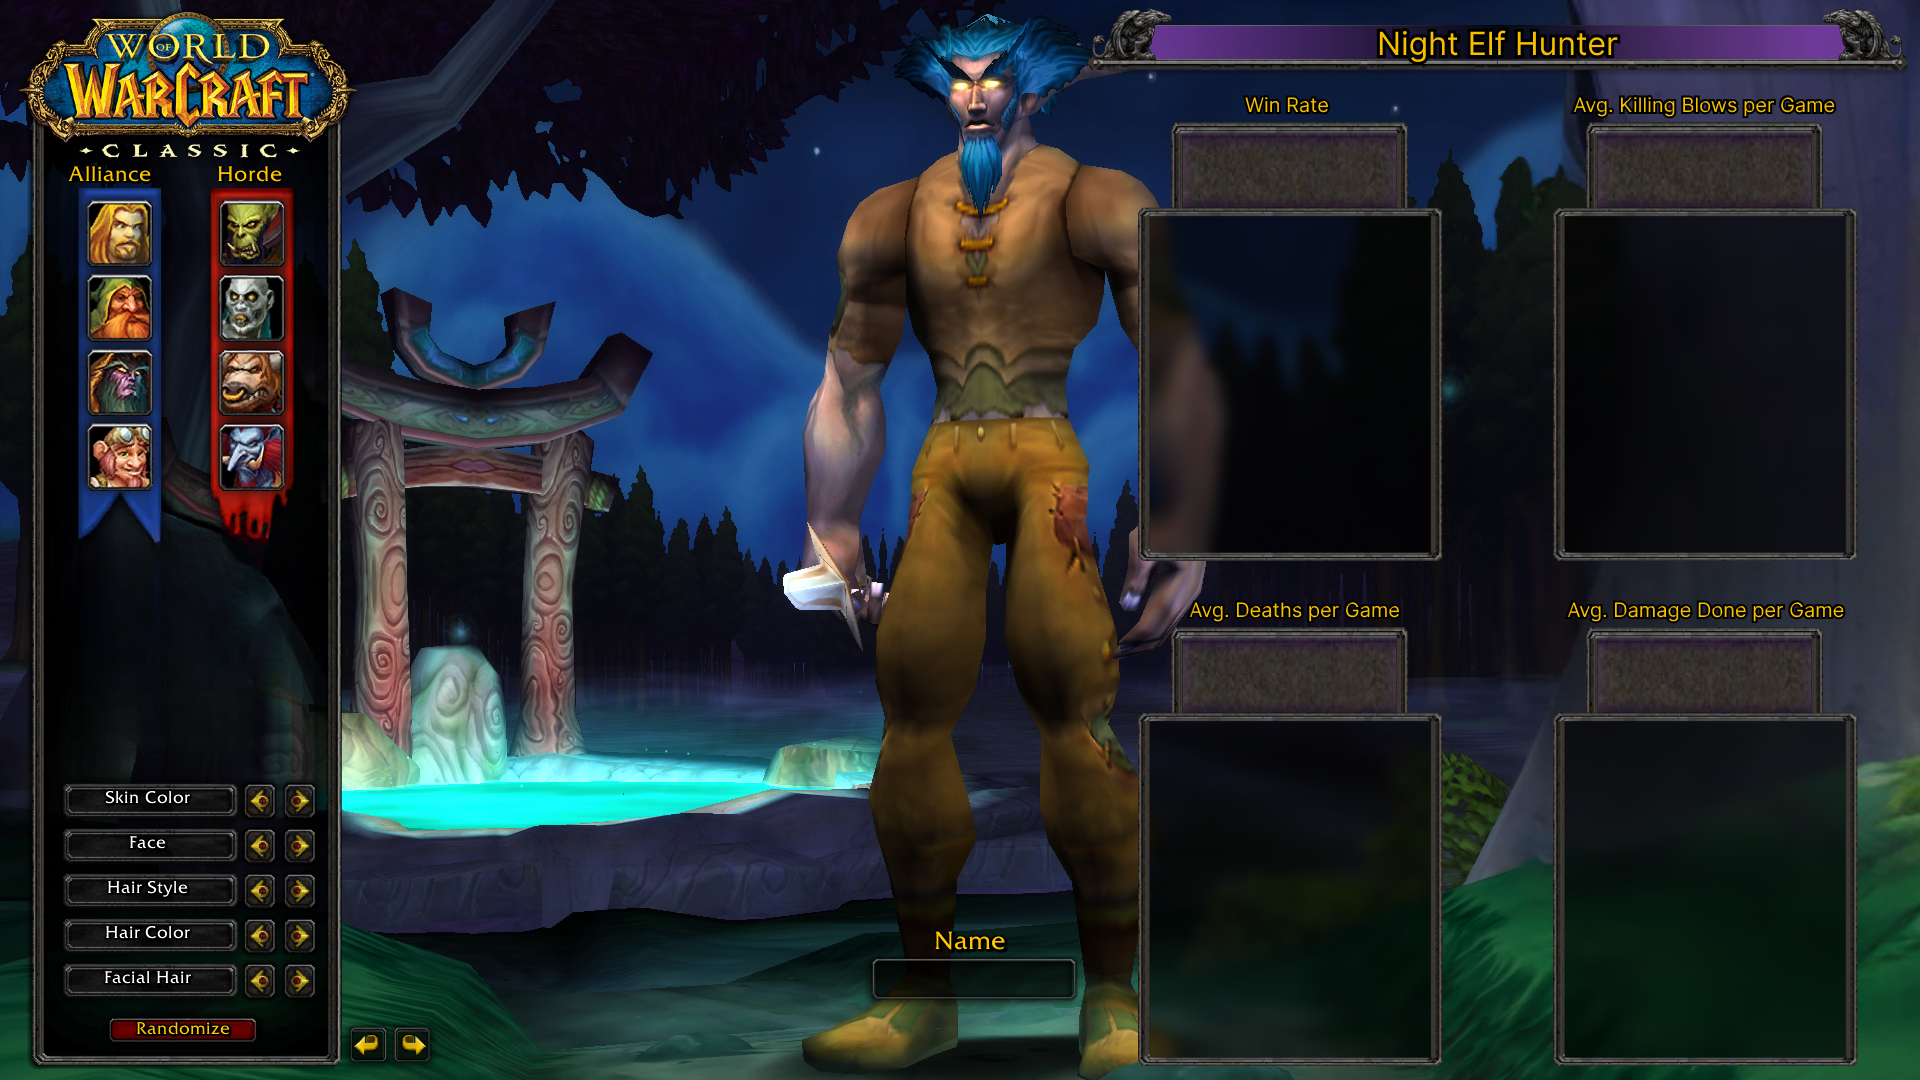 WORLD
OF
WARCRAFT
CLASSIC
Alliance
Horde
Skin Color
Face
Hair Style
Hair Color
Facial Hair
Randomize
Name
Night Elf Hunter
Win Rate
Avg. Killing Blows per Game
Avg. Deaths per Game
Avg. Damage Done per Game